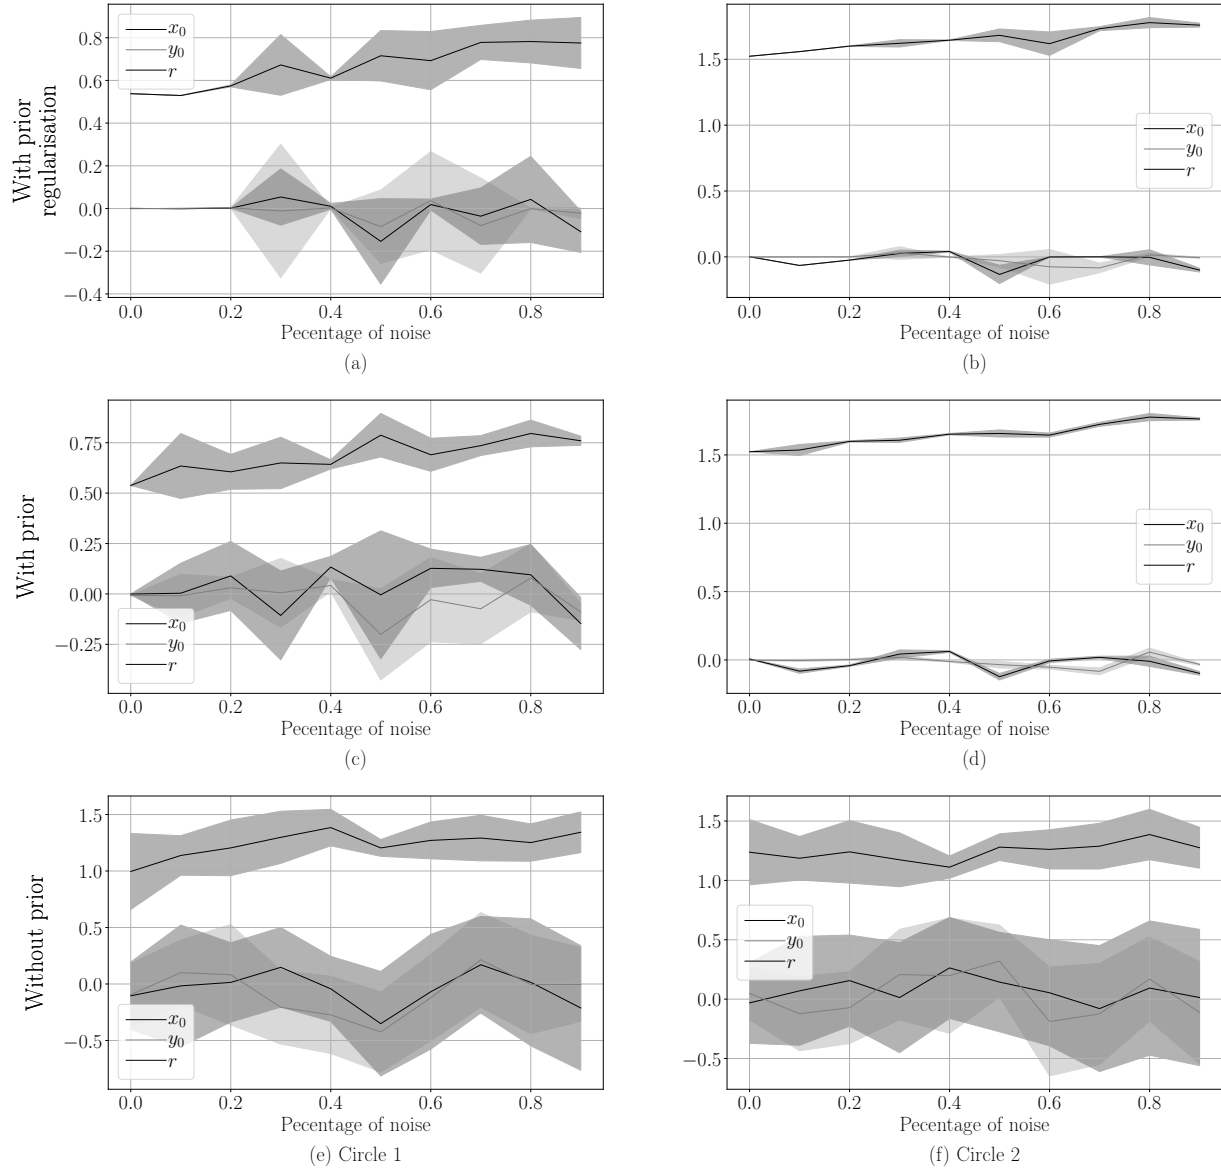 With prior
regularisation
0.8
0.6
0.4
0.2
0.0
−0.2
−0.4
x₀
y₀
r
0.0 0.2 0.4 0.6 0.8
Pecentage of noise
(a)
1.5
1.0
0.5
0.0
x₀
y₀
r
0.0 0.2 0.4 0.6 0.8
Pecentage of noise
(b)
With prior
0.75
0.50
0.25
0.00
−0.25
x₀
y₀
r
0.0 0.2 0.4 0.6 0.8
Pecentage of noise
(c)
1.5
1.0
0.5
0.0
x₀
y₀
r
0.0 0.2 0.4 0.6 0.8
Pecentage of noise
(d)
Without prior
1.5
1.0
0.5
0.0
−0.5
x₀
y₀
r
0.0 0.2 0.4 0.6 0.8
Pecentage of noise
(e) Circle 1
1.5
1.0
0.5
0.0
−0.5
x₀
y₀
r
0.0 0.2 0.4 0.6 0.8
Pecentage of noise
(f) Circle 2